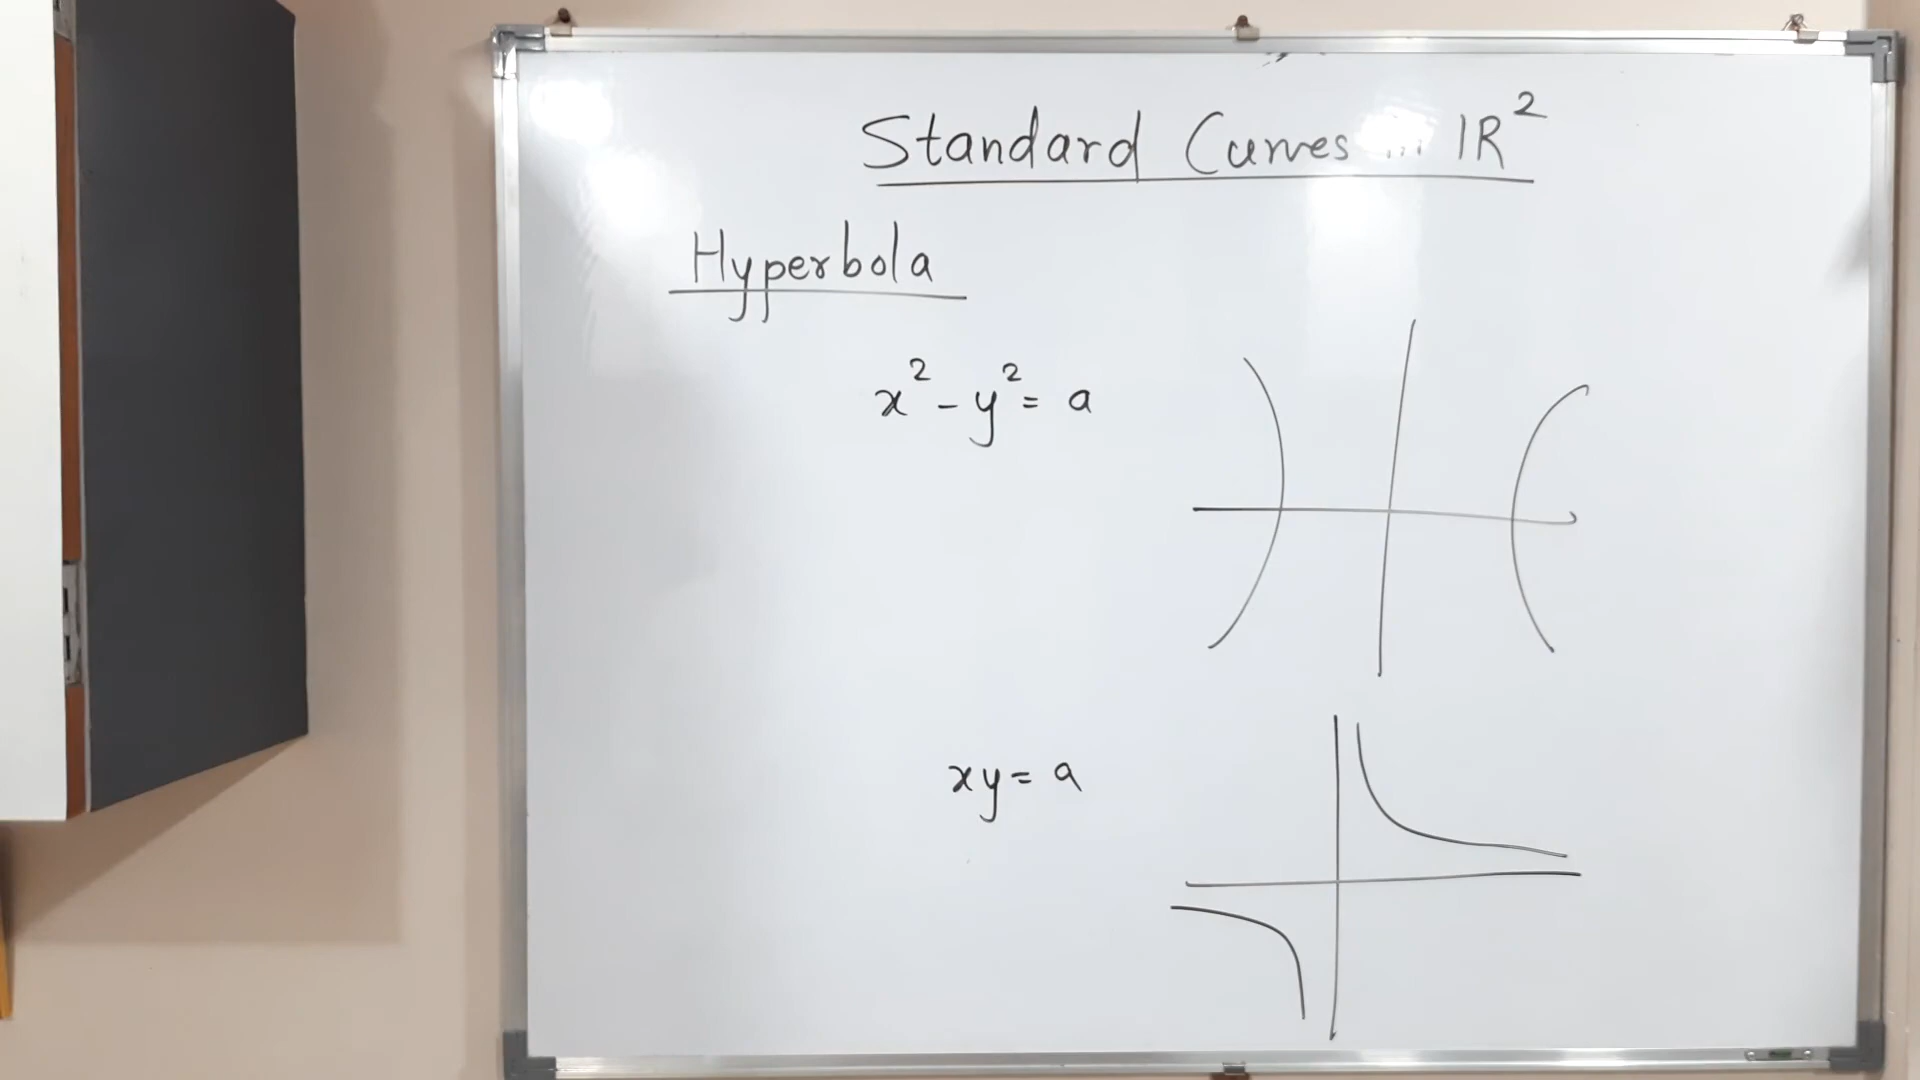 Standard Curves in IR²
Hyperbola
x² - y² = a
xy = a